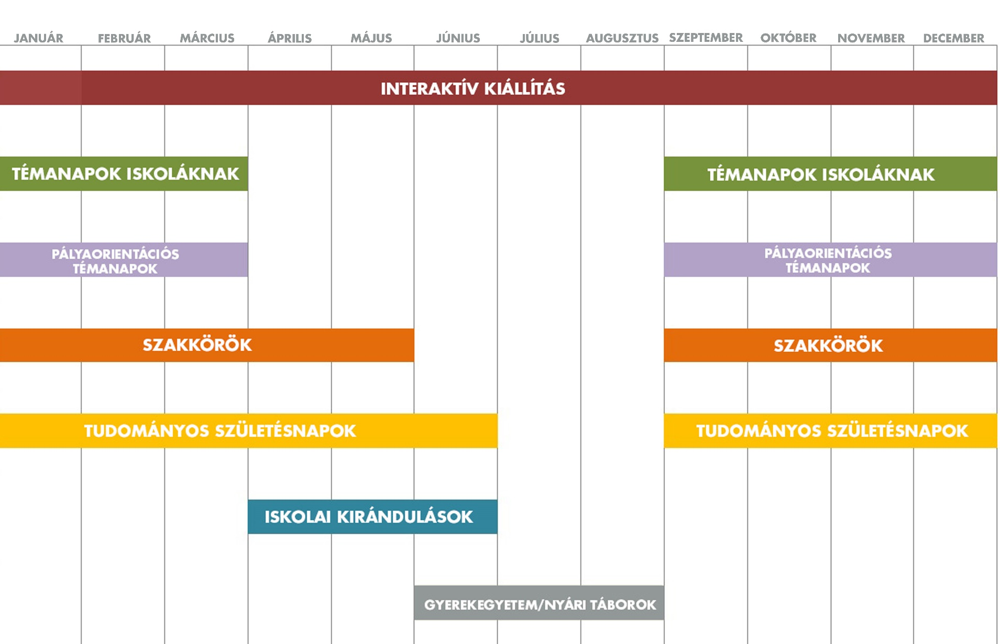 JANUÁR FEBRUÁR MÁRCIUS ÁPRILIS MÁJUS JÚNIUS JÚLIUS AUGUSZTUS SZEPTEMBER OKTÓBER NOVEMBER DECEMBER
INTERAKTÍV KIÁLLÍTÁS
TÉMANAPOK ISKOLÁKNAK
TÉMANAPOK ISKOLÁKNAK
PÁLYAORIENTÁCIÓS
TÉMANAPOK
PÁLYAORIENTÁCIÓS
TÉMANAPOK
SZAKKÖRÖK
SZAKKÖRÖK
TUDOMÁNYOS SZÜLETÉSNAPOK
TUDOMÁNYOS SZÜLETÉSNAPOK
ISKOLAI KIRÁNDULÁSOK
GYEREKEGYETEM/NYÁRI TÁBOROK